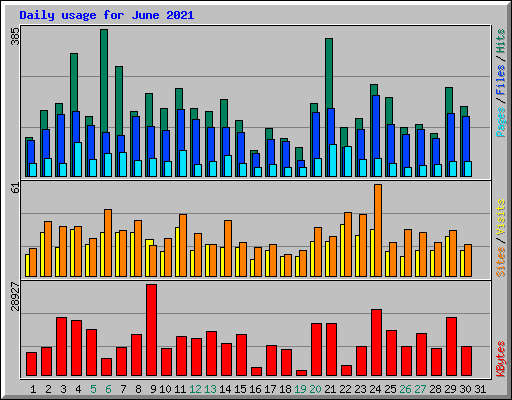 Daily usage for June 2021
385
Pages / Files / Hits
61
Sites / Visits
28927
KBytes
1 2 3 4 5 6 7 8 9 10 11 12 13 14 15 16 17 18 19 20 21 22 23 24 25 26 27 28 29 30 31